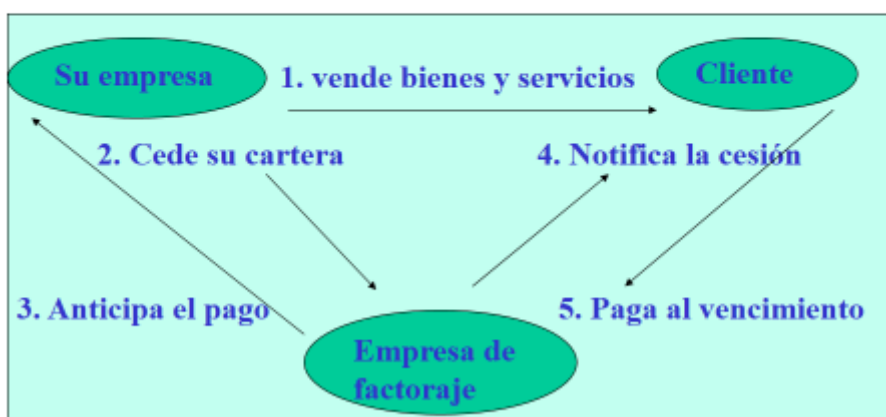 Su empresa
1. vende bienes y servicios
Cliente
2. Cede su cartera
4. Notifica la cesión
3. Anticipa el pago
5. Paga al vencimiento
Empresa de
factoraje